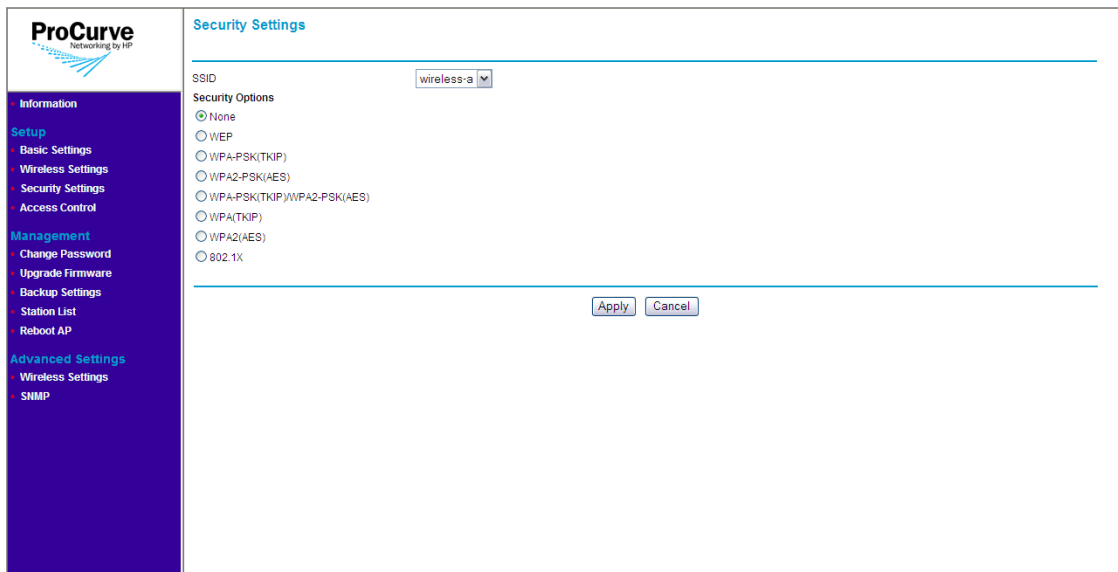 ProCurve
Networking by HP
Information
Setup
Basic Settings
Wireless Settings
Security Settings
Access Control
Management
Change Password
Upgrade Firmware
Backup Settings
Station List
Reboot AP
Advanced Settings
Wireless Settings
SNMP
Security Settings
SSID wireless-a
Security Options
None
WEP
WPA-PSK(TKIP)
WPA2-PSK(AES)
WPA-PSK(TKIP)/WPA2-PSK(AES)
WPA(TKIP)
WPA2(AES)
802.1X
Apply Cancel